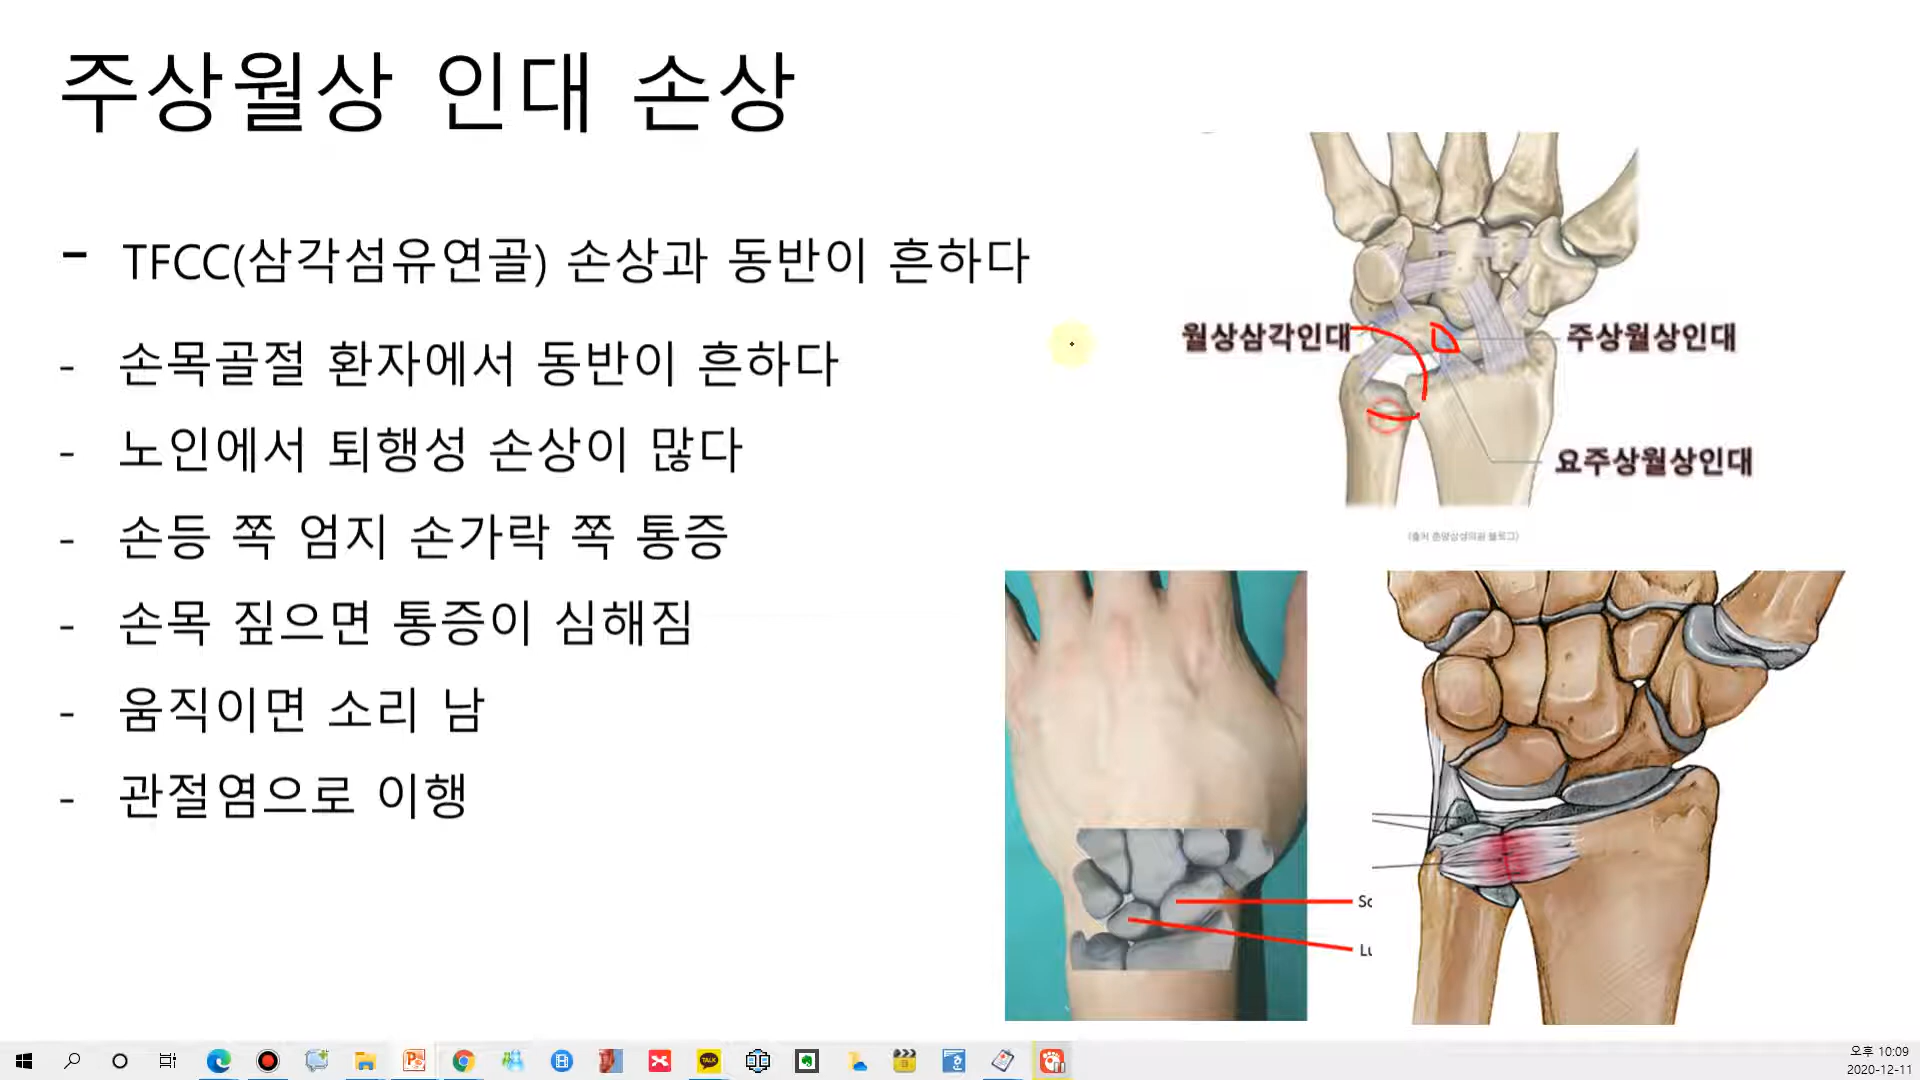 주상월상 인대 손상
- TFCC(삼각섬유연골) 손상과 동반이 흔하다
- 손목골절 환자에서 동반이 흔하다
- 노인에서 퇴행성 손상이 많다
- 손등 쪽 엄지 손가락 쪽 통증
- 손목 짚으면 통증이 심해짐
- 움직이면 소리 남
- 관절염으로 이행
월상삼각인대
주상월상인대
요주상월상인대
Sc
Lu
TALK
오후 10:09
2020-12-11